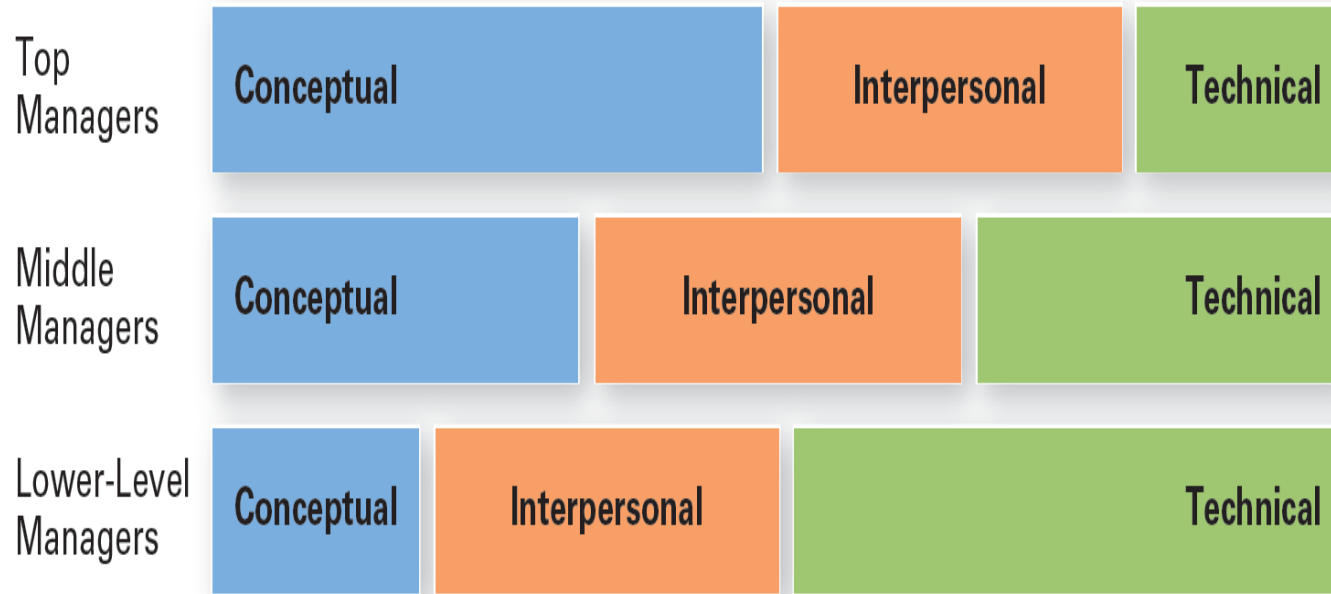 Top
Managers
Conceptual
Interpersonal
Technical
Middle
Managers
Conceptual
Interpersonal
Technical
Lower-Level
Managers
Conceptual
Interpersonal
Technical